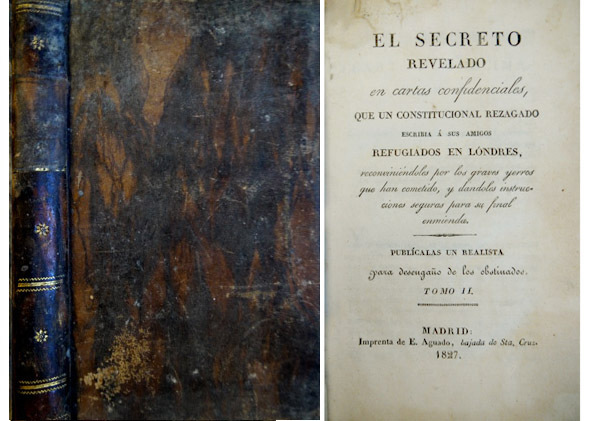 EL SECRETO
REVELADO
en cartas confidenciales,
QUE UN CONSTITUCIONAL REZAGADO
ESCRIBIA Á SUS AMIGOS
REFUGIADOS EN LÓNDRES,
reconviniéndoles por los graves yerros
que han cometido, y dandoles instruc-
ciones seguras para su final
enmienda.
PUBLÍCALAS UN REALISTA
para desengaño de los obstinados.
TOMO II.
MADRID:
Imprenta de E. Aguado, bajada de Sta. Cruz.
1827.